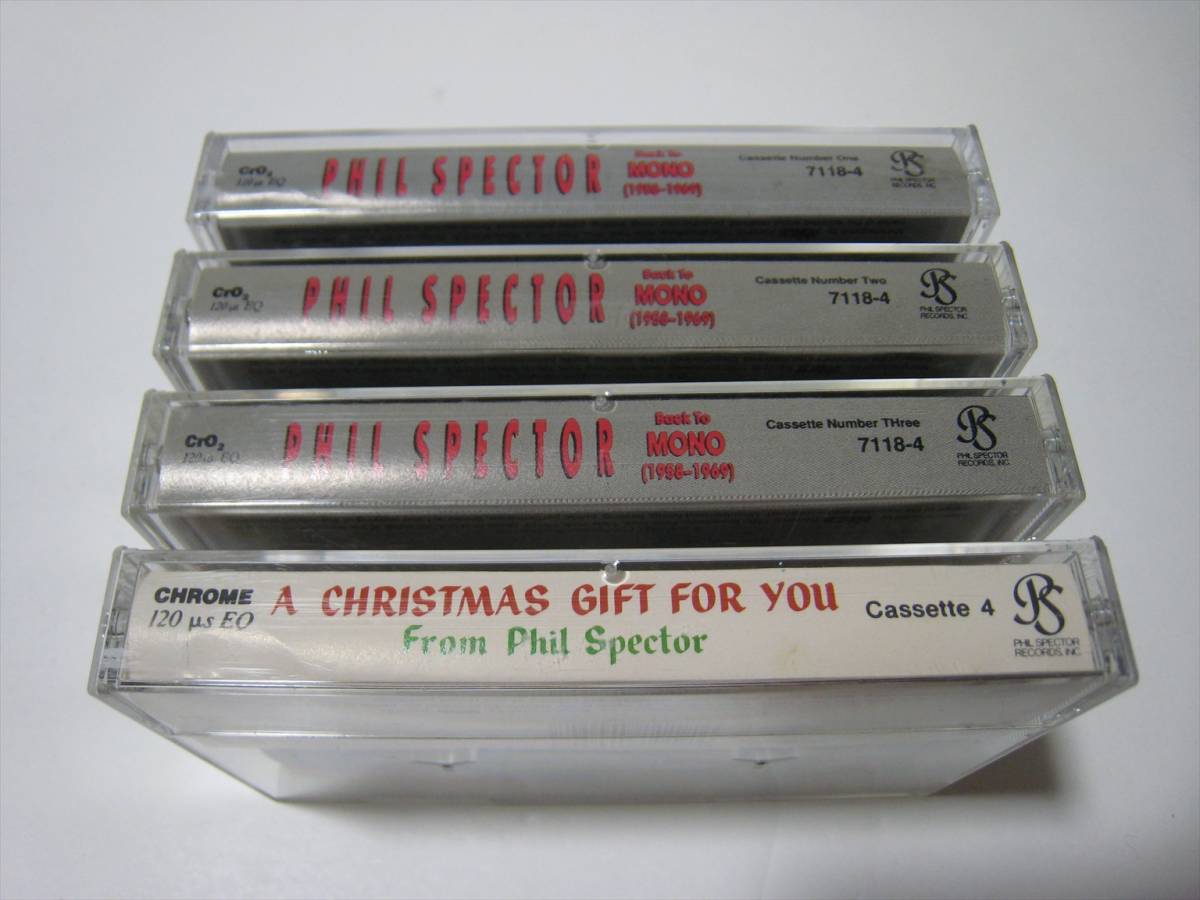 CrO₂
120 µs EQ
PHIL SPECTOR
Back To
MONO
(1958-1969)
Cassette Number One
7118-4
PS
PHIL SPECTOR
RECORDS, INC.
CrO₂
120 µs EQ
PHIL SPECTOR
Back To
MONO
(1958-1969)
Cassette Number Two
7118-4
PS
PHIL SPECTOR
RECORDS, INC.
CrO₂
120 µs EQ
PHIL SPECTOR
Back To
MONO
(1958-1969)
Cassette Number THree
7118-4
PS
PHIL SPECTOR
RECORDS, INC.
CHROME
120 µs EQ
A CHRISTMAS GIFT FOR YOU
From Phil Spector
Cassette 4
PS
PHIL SPECTOR
RECORDS, INC.